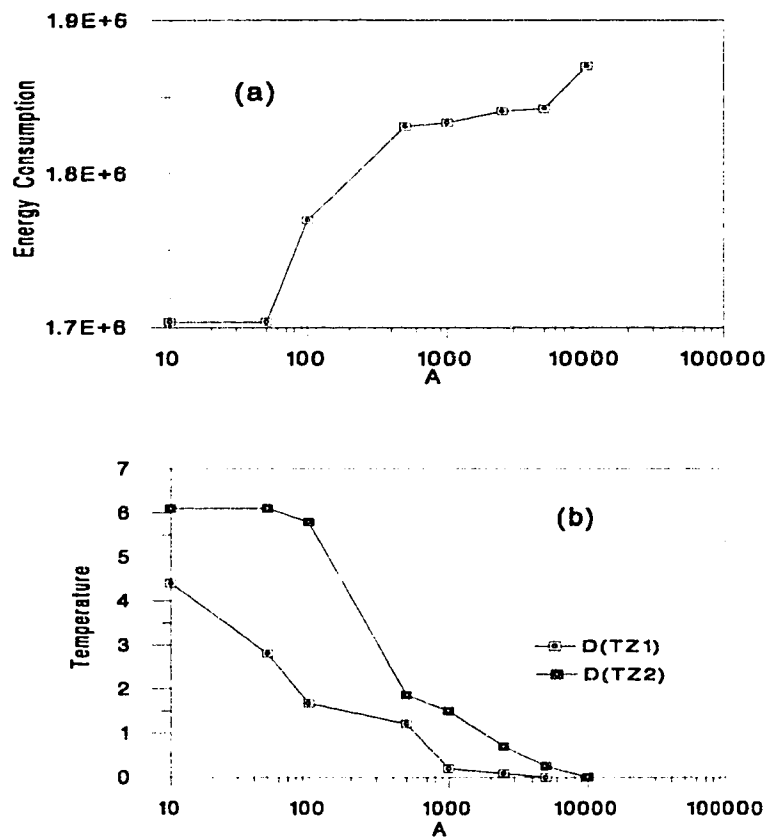 1.9E+6
(a)
1.8E+6
1.7E+6
Energy Consumption
10 100 1000 10000 100000
A
7
6
5
4
3
2
1
0
Temperature
(b)
D(TZ1)
D(TZ2)
10 100 1000 10000 100000
A